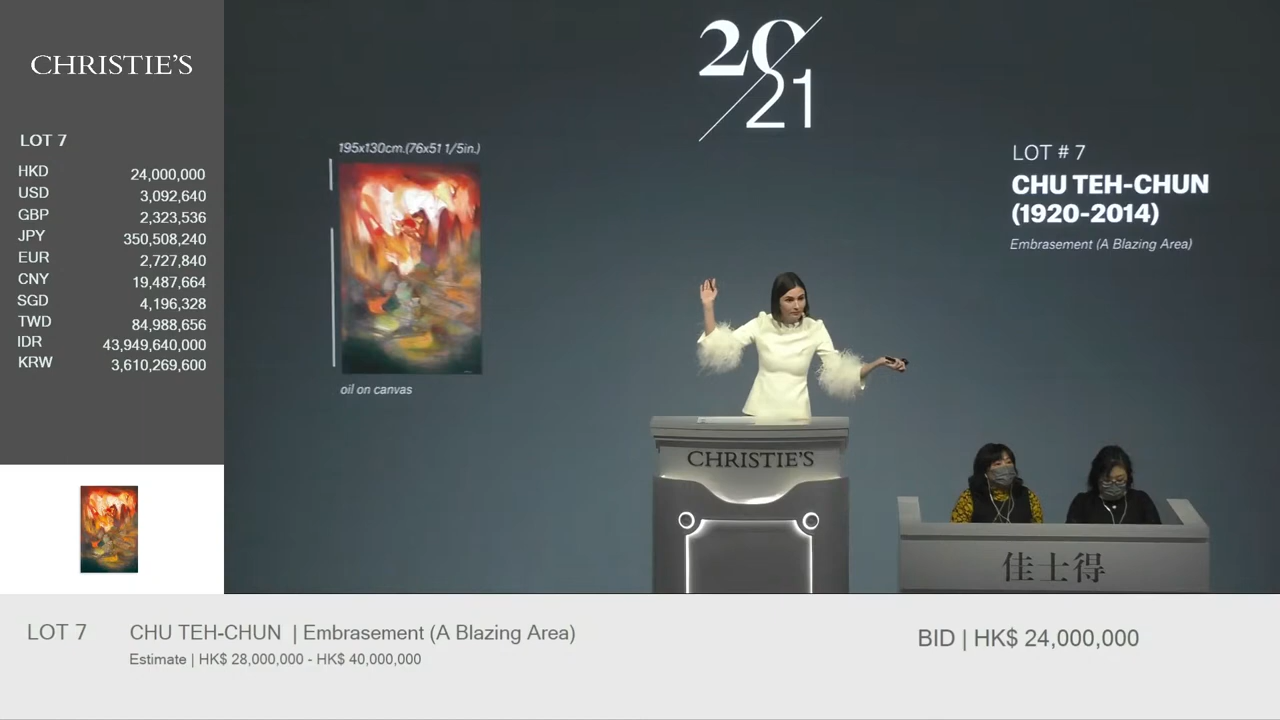 CHRISTIE'S
LOT 7
HKD 24,000,000
USD 3,092,640
GBP 2,323,536
JPY 350,508,240
EUR 2,727,840
CNY 19,487,664
SGD 4,196,328
TWD 84,988,656
IDR 43,949,640,000
KRW 3,610,269,600
20/21
195x130cm.(76x51 1/5in.)
oil on canvas
LOT # 7
CHU TEH-CHUN
(1920-2014)
Embrasement (A Blazing Area)
CHRISTIE'S
佳士得
LOT 7
CHU TEH-CHUN | Embrasement (A Blazing Area)
Estimate | HK$ 28,000,000 - HK$ 40,000,000
BID | HK$ 24,000,000